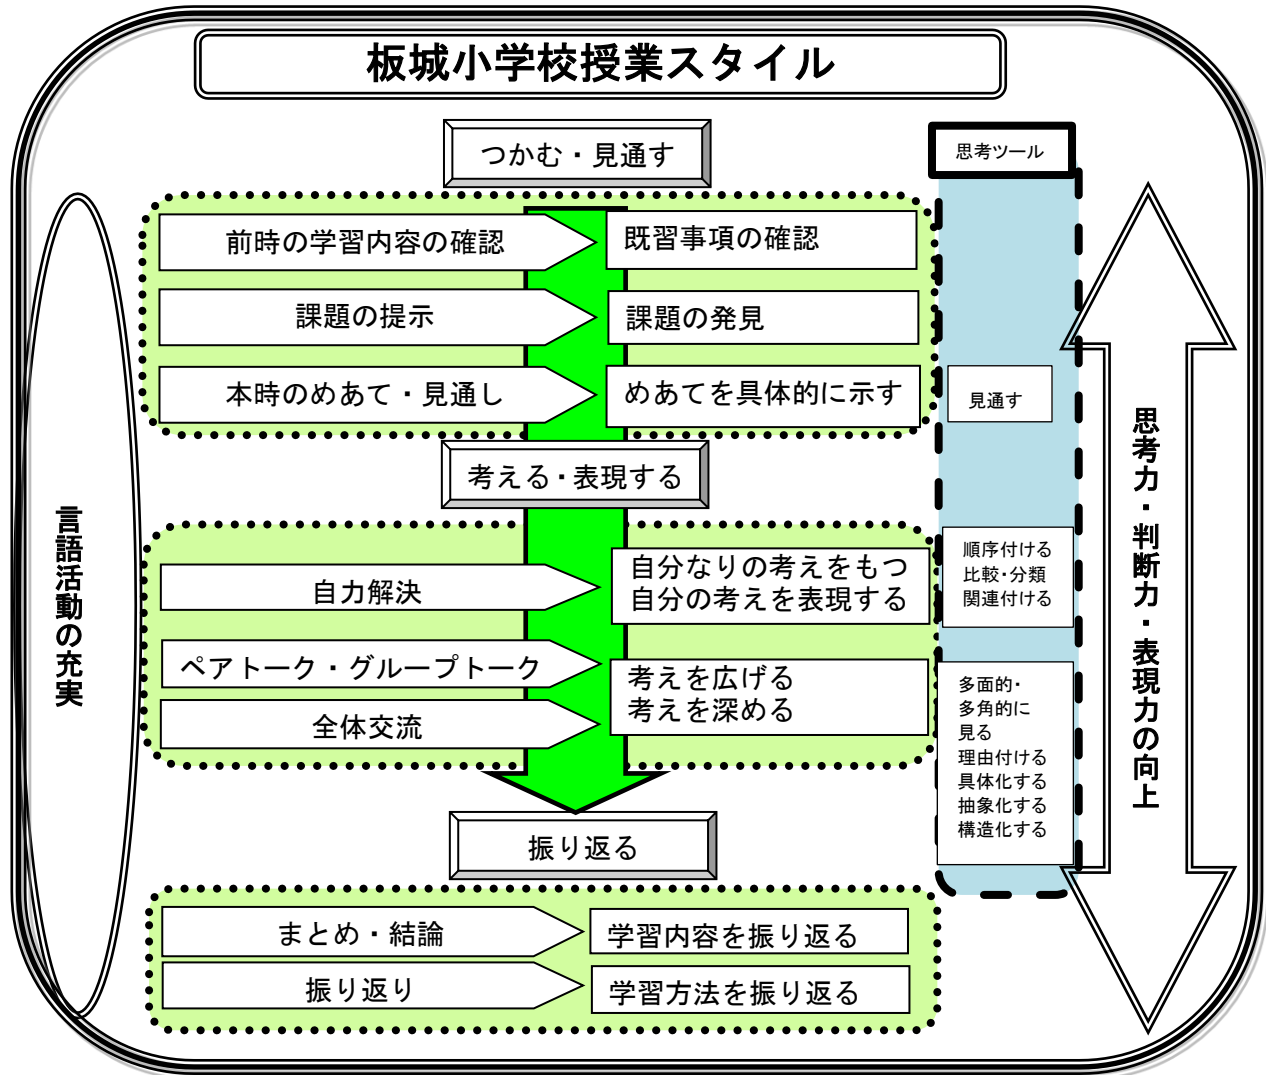 板城小学校授業スタイル
つかむ・見通す
思考ツール
前時の学習内容の確認
既習事項の確認
課題の提示
課題の発見
本時のめあて・見通し
めあてを具体的に示す
見通す
考える・表現する
自力解決
自分なりの考えをもつ
自分の考えを表現する
順序付ける
比較・分類
関連付ける
ペアトーク・グループトーク
全体交流
考えを広げる
考えを深める
多面的・
多角的に
見る
理由付ける
具体化する
抽象化する
構造化する
振り返る
まとめ・結論
学習内容を振り返る
振り返り
学習方法を振り返る
言語活動の充実
思考力・判断力・表現力の向上